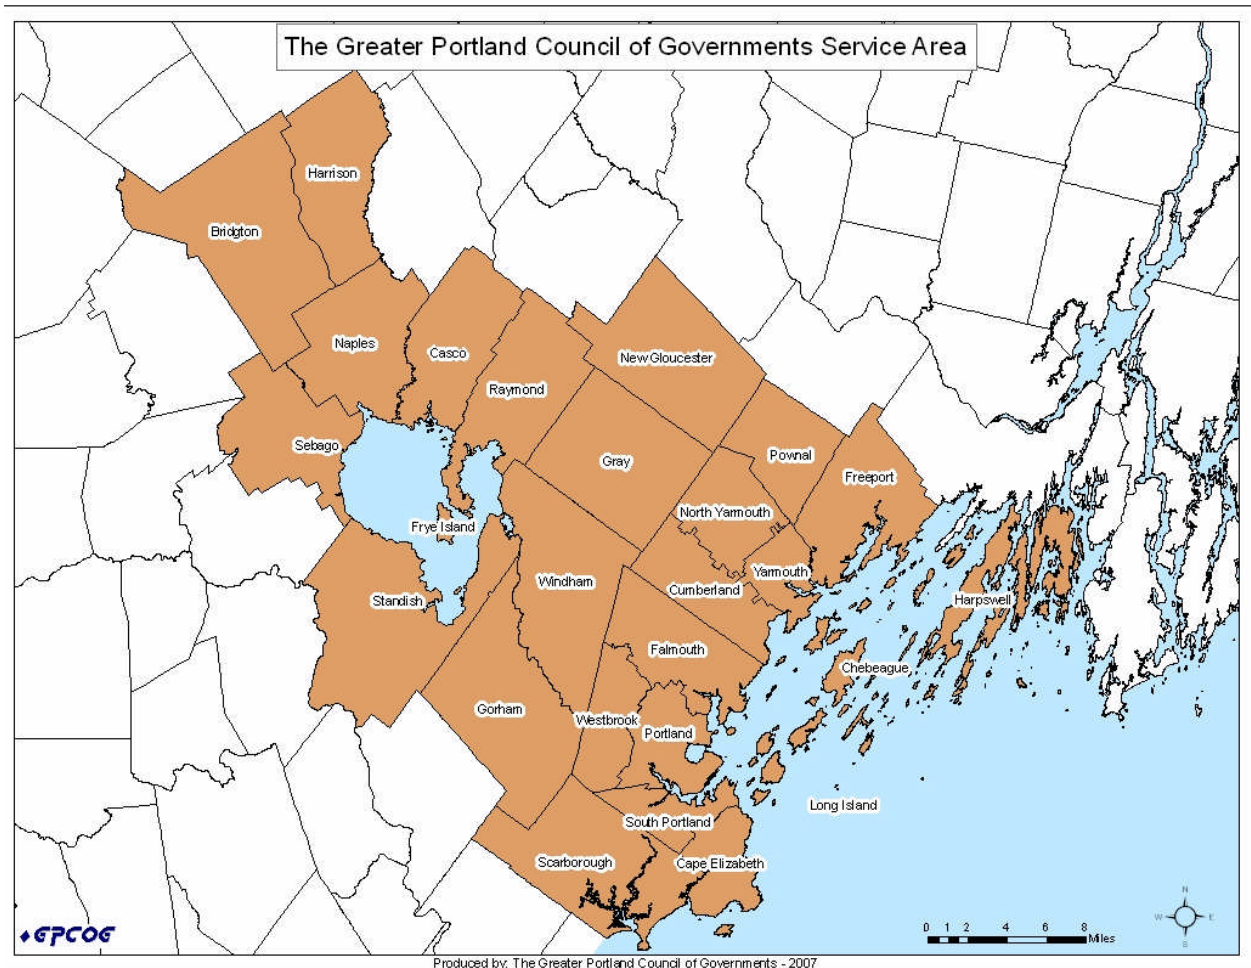 The Greater Portland Council of Governments Service Area
Harrison
Bridgton
Naples
Casco
New Gloucester
Raymond
Sebago
Gray
Pownal
Freeport
North Yarmouth
Frye Island
Yarmouth
Windham
Cumberland
Standish
Harpswell
Falmouth
Chebeague
Gorham
Westbrook
Portland
Long Island
South Portland
Scarborough
Cape Elizabeth
N
W E
S
0 1 2 4 6 8
Miles
GPCOG
Produced by: The Greater Portland Council of Governments - 2007